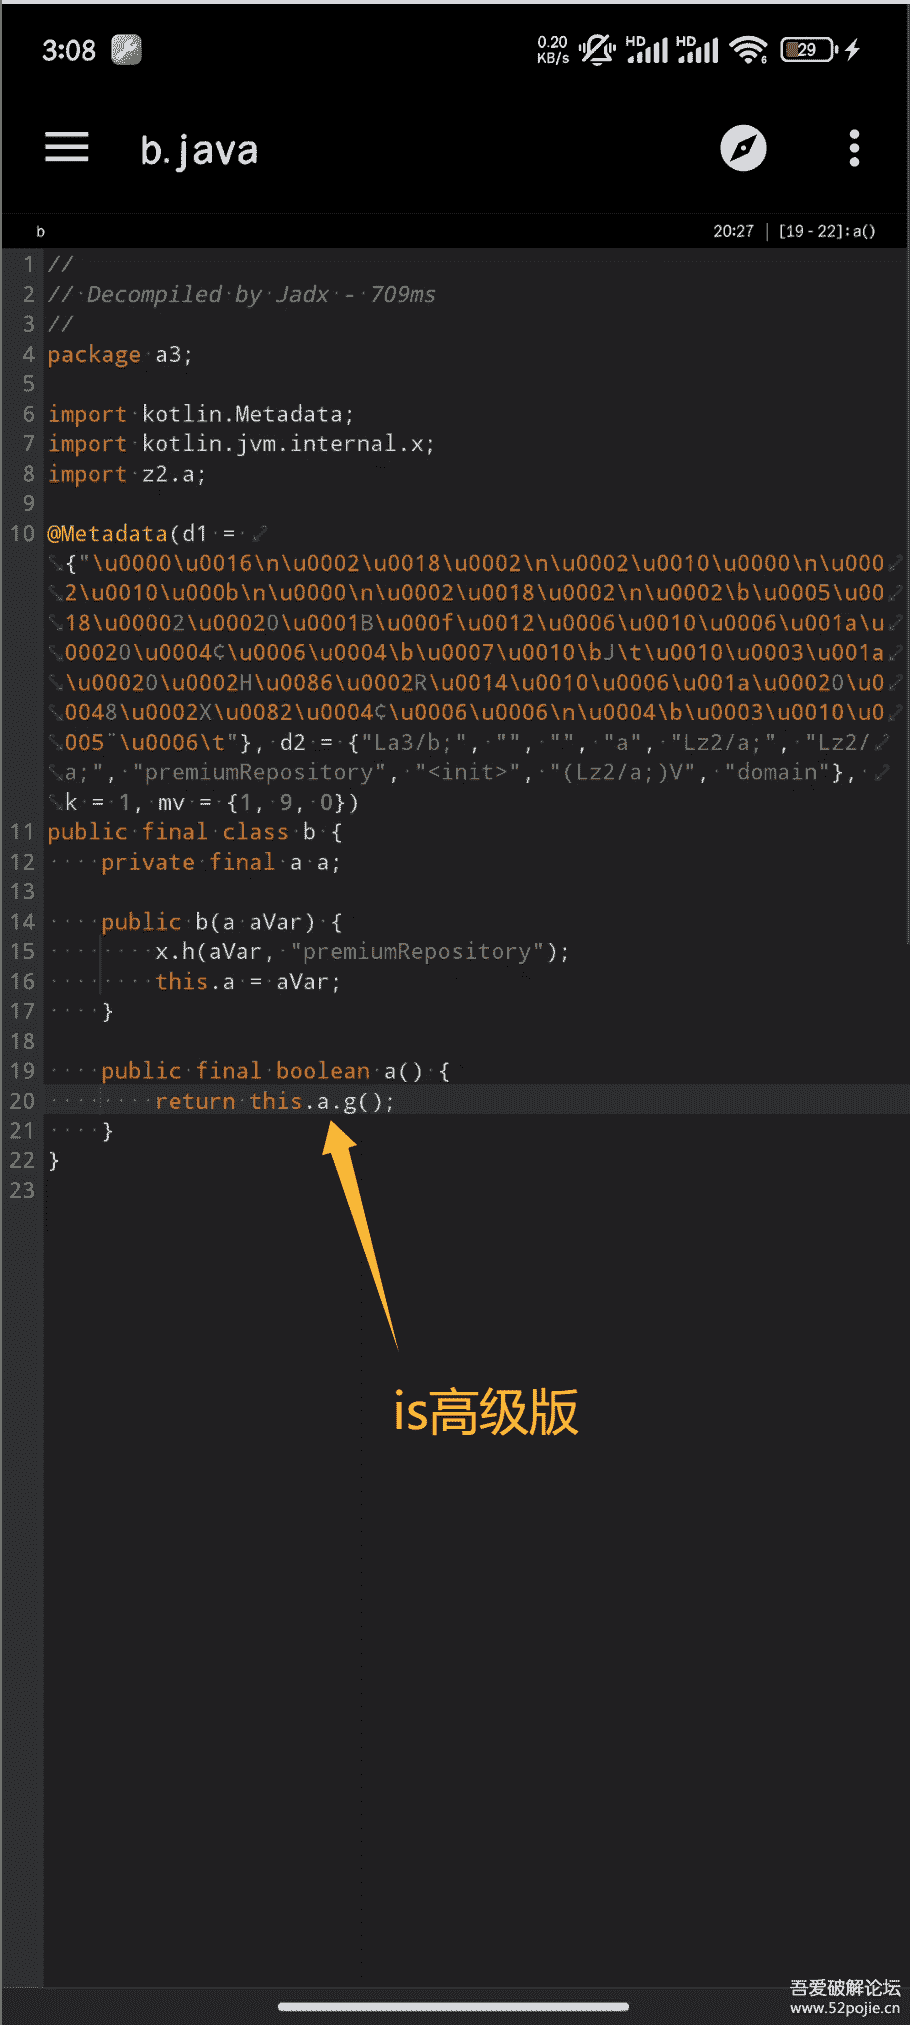 3:08
0.20
KB/s
HD
HD
6
29
b.java
b
20:27 | [19-22]:a()
1 //
2 // Decompiled by Jadx - 709ms
3 //
4 package a3;
5
6 import kotlin.Metadata;
7 import kotlin.jvm.internal.x;
8 import z2.a;
9
10 @Metadata(d1 =
{"\u0000\u0016\n\u0002\u0018\u0002\n\u0002\u0010\u0000\n\u000
2\u0010\u000b\n\u0000\n\u0002\u0018\u0002\n\u0002\b\u0005\u00
18\u00002\u00020\u0001B\u000f\u0012\u0006\u0010\u0006\u001a\u
00020\u0004¢\u0006\u0004\b\u0007\u0010\bJ\t\u0010\u0003\u001a
\u00020\u0002H\u0086\u0002R\u0014\u0010\u0006\u001a\u00020\u0
0048\u0002X\u0082\u0004¢\u0006\u0006\n\u0004\b\u0003\u0010\u0
005¨\u0006\t"}, d2 = {"La3/b;", "", "", "a", "Lz2/a;", "Lz2/
a;", "premiumRepository", "<init>", "(Lz2/a;)V", "domain"},
k = 1, mv = {1, 9, 0})
11 public final class b {
12 private final a a;
13
14 public b(a aVar) {
15 x.h(aVar, "premiumRepository");
16 this.a = aVar;
17 }
18
19 public final boolean a() {
20 return this.a.g();
21 }
22 }
23
is高级版
吾爱破解论坛
www.52pojie.cn